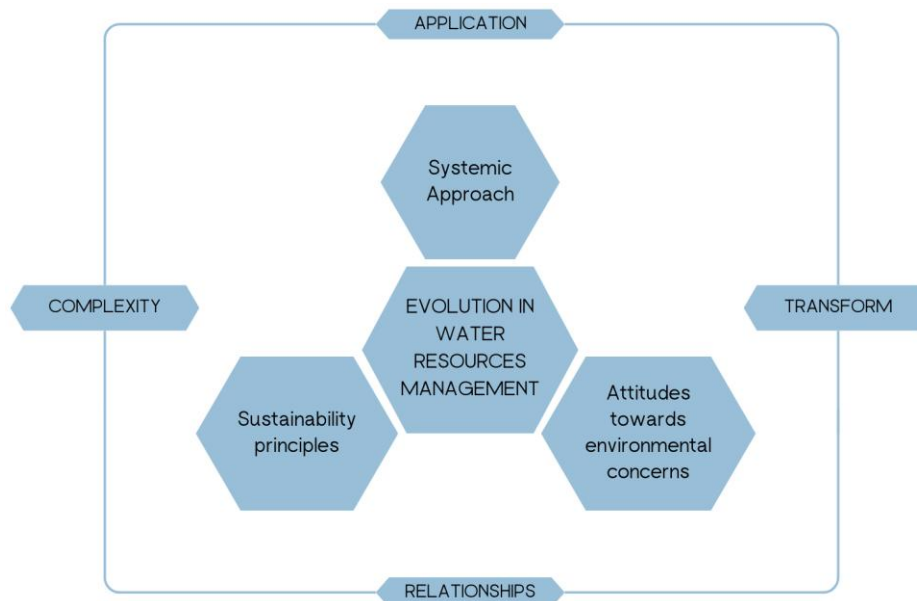 APPLICATION
Systemic
Approach
COMPLEXITY
EVOLUTION IN
WATER
RESOURCES
MANAGEMENT
TRANSFORM
Sustainability
principles
Attitudes
towards
environmental
concerns
RELATIONSHIPS